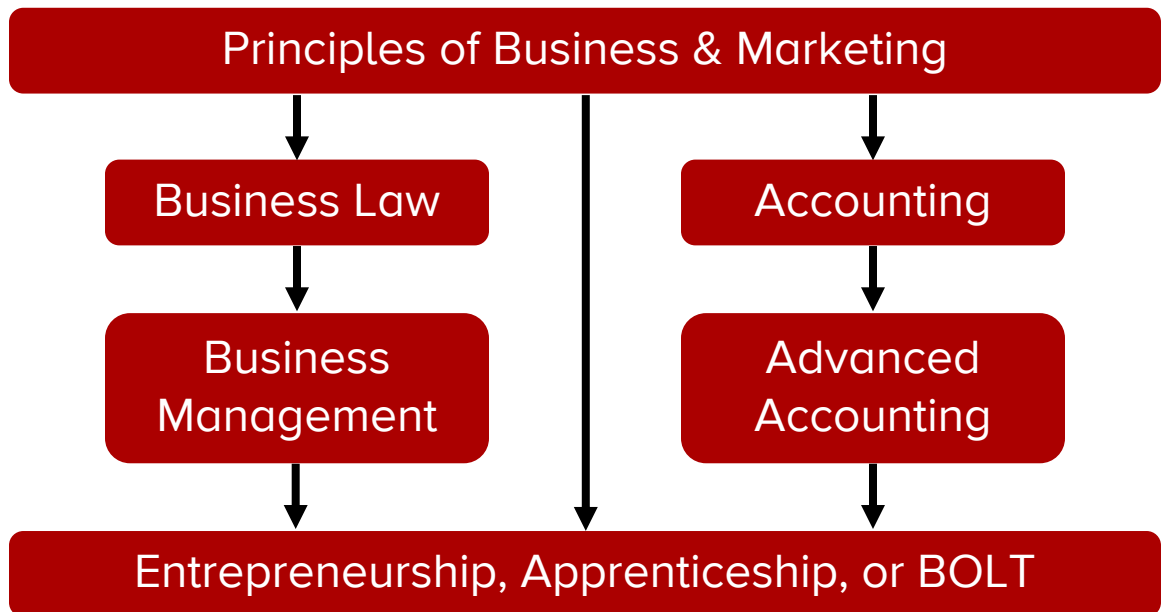 Principles of Business & Marketing
Business Law
Accounting
Business
Management
Advanced
Accounting
Entrepreneurship, Apprenticeship, or BOLT